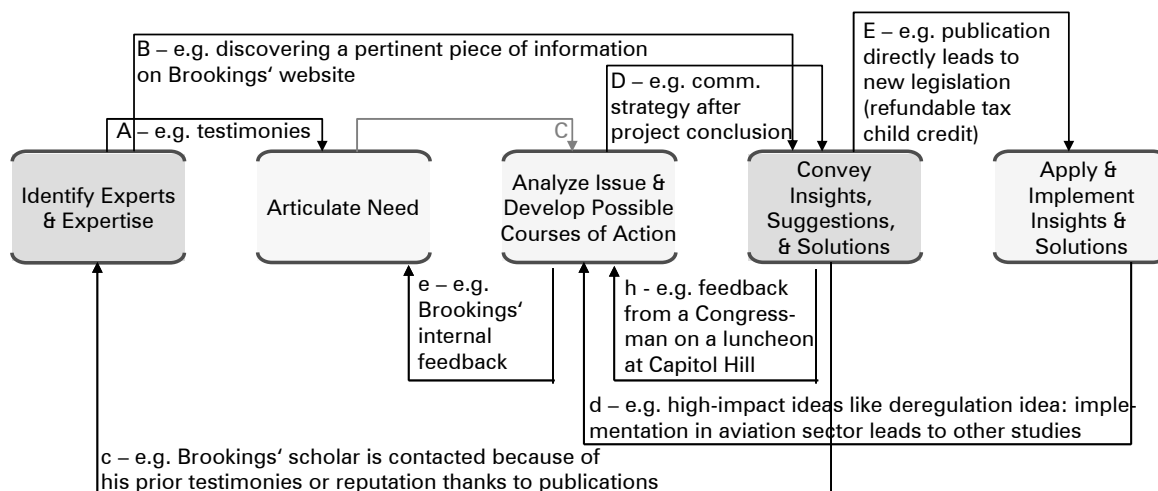 B – e.g. discovering a pertinent piece of information
on Brookings‘ website
E – e.g. publication
directly leads to
new legislation
(refundable tax
child credit)
D – e.g. comm.
strategy after
project conclusion
A – e.g. testimonies
C
Identify Experts
& Expertise
Articulate Need
Analyze Issue &
Develop Possible
Courses of Action
Convey
Insights,
Suggestions,
& Solutions
Apply &
Implement
Insights &
Solutions
e – e.g.
Brookings‘
internal
feedback
h - e.g. feedback
from a Congress-
man on a luncheon
at Capitol Hill
d – e.g. high-impact ideas like deregulation idea: imple-
mentation in aviation sector leads to other studies
c – e.g. Brookings‘ scholar is contacted because of
his prior testimonies or reputation thanks to publications